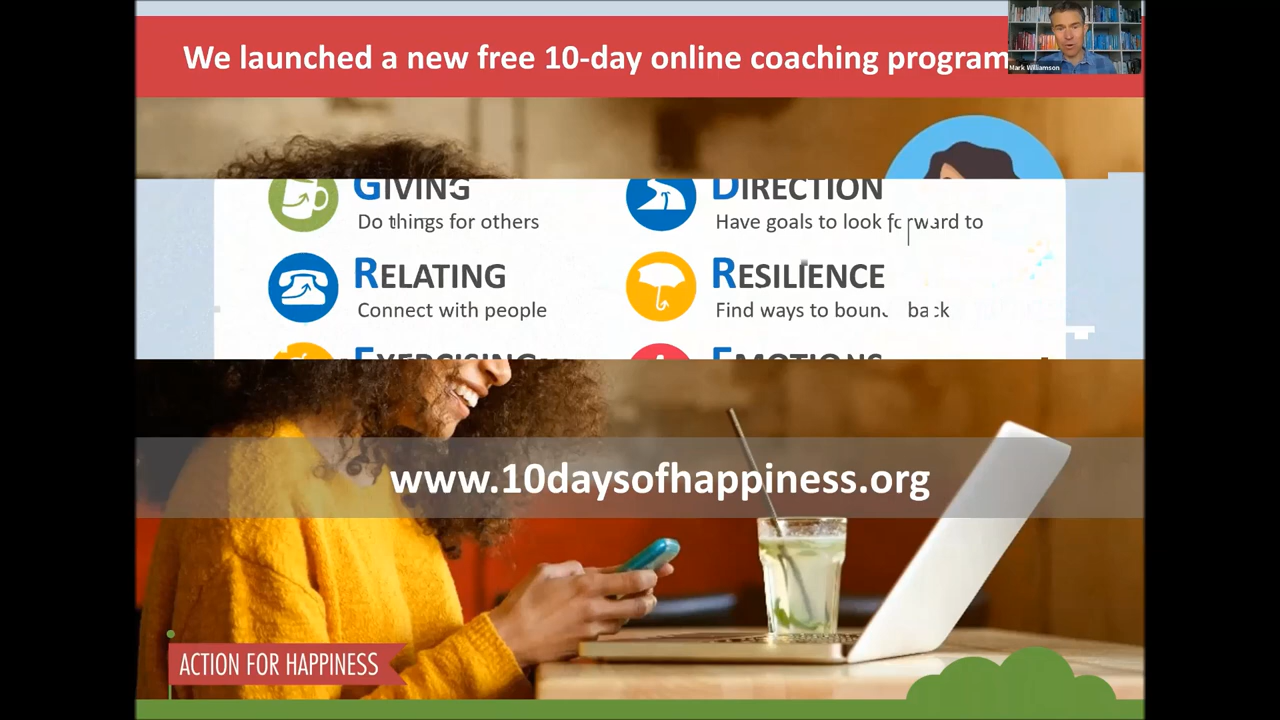 We launched a new free 10-day online coaching program
Mark Williamson
GIVING
Do things for others
DIRECTION
Have goals to look forward to
RELATING
Connect with people
RESILIENCE
Find ways to bounce back
EXERCISING
EMOTIONS
www.10daysofhappiness.org
ACTION FOR HAPPINESS